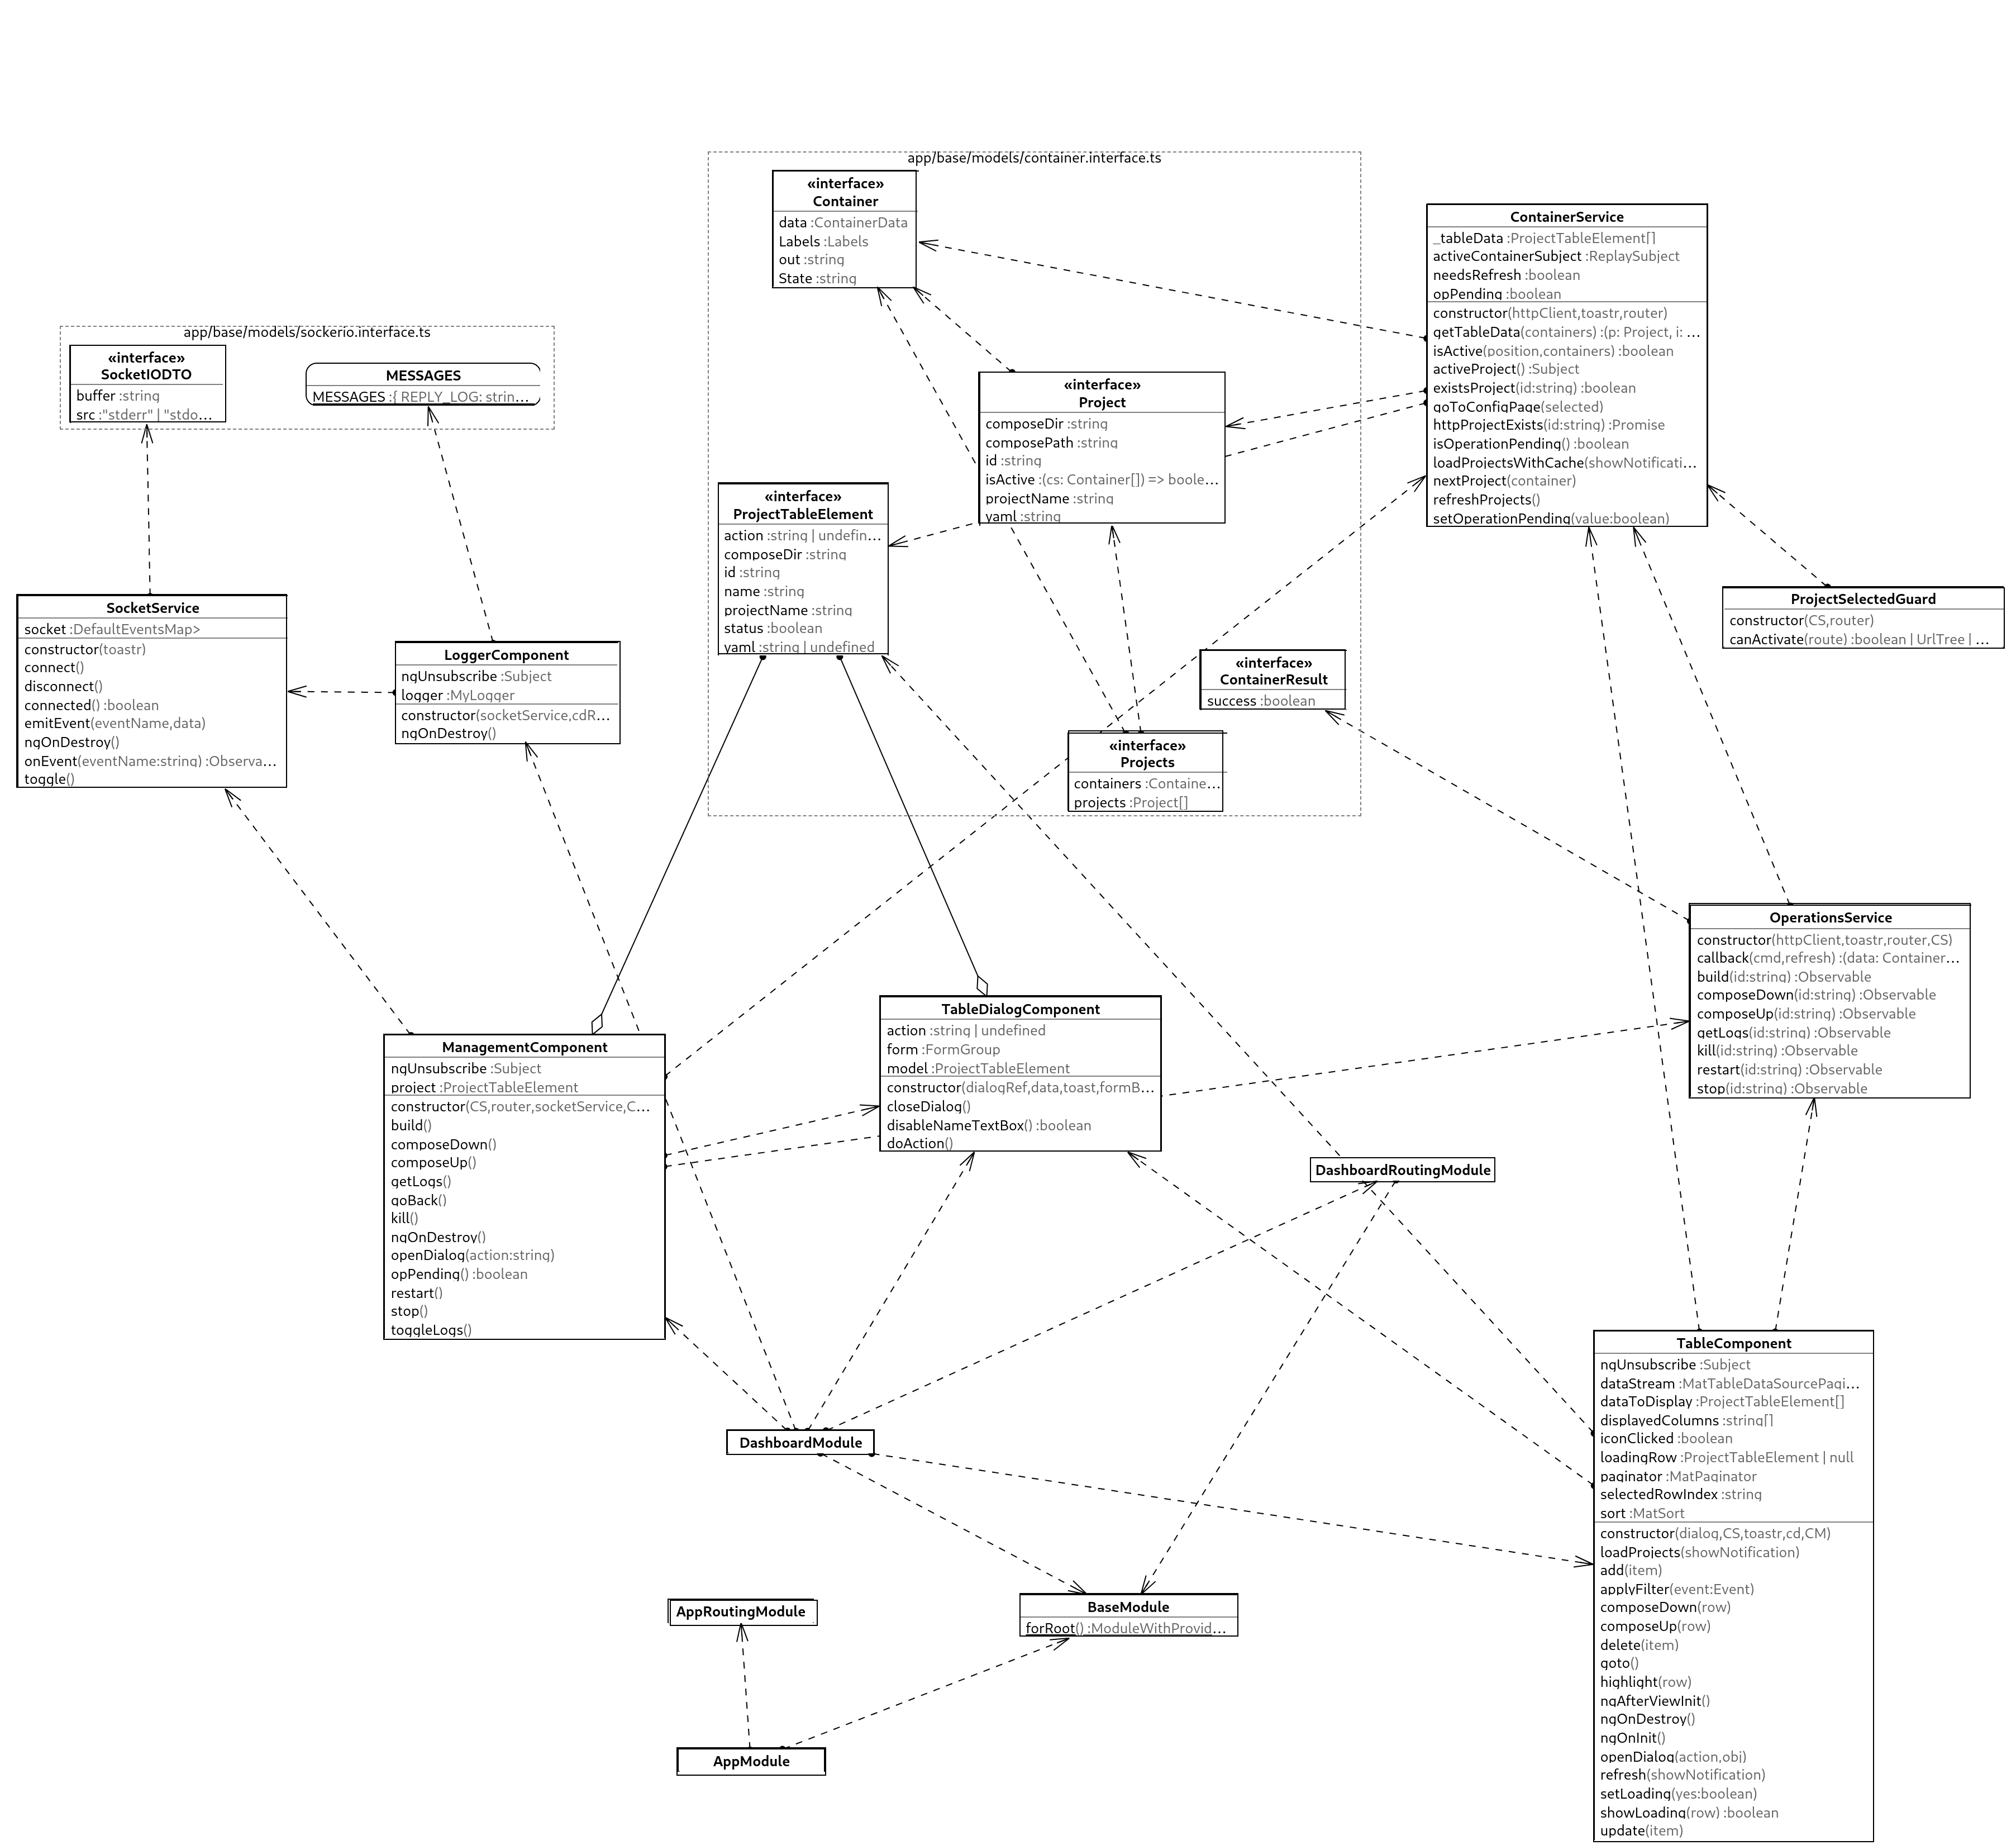 app/base/models/container.interface.ts
«interface»
Container
data :ContainerData
Labels :Labels
out :string
State :string
ContainerService
_tableData :ProjectTableElement[]
activeContainerSubject :ReplaySubject
needsRefresh :boolean
opPending :boolean
constructor(httpClient,toastr,router)
getTableData(containers) :(p: Project, i: ...
isActive(position,containers) :boolean
activeProject() :Subject
existsProject(id:string) :boolean
goToConfigPage(selected)
httpProjectExists(id:string) :Promise
isOperationPending() :boolean
loadProjectsWithCache(showNotificati...
nextProject(container)
refreshProjects()
setOperationPending(value:boolean)
app/base/models/sockerio.interface.ts
«interface»
SocketIODTO
buffer :string
src :"stderr" | "stdo...
MESSAGES
MESSAGES :{ REPLY_LOG: strin...
«interface»
Project
composeDir :string
composePath :string
id :string
isActive :(cs: Container[]) => boole...
projectName :string
yaml :string
«interface»
ProjectTableElement
action :string | undefin...
composeDir :string
id :string
name :string
projectName :string
status :boolean
yaml :string | undefined
ProjectSelectedGuard
constructor(CS,router)
canActivate(route) :boolean | UrlTree | ...
SocketService
socket :DefaultEventsMap>
constructor(toastr)
connect()
disconnect()
connected() :boolean
emitEvent(eventName,data)
ngOnDestroy()
onEvent(eventName:string) :Observa...
toggle()
LoggerComponent
ngUnsubscribe :Subject
logger :MyLogger
constructor(socketService,cdR...
ngOnDestroy()
«interface»
ContainerResult
success :boolean
«interface»
Projects
containers :Containe...
projects :Project[]
OperationsService
constructor(httpClient,toastr,router,CS)
callback(cmd,refresh) :(data: Container...
build(id:string) :Observable
composeDown(id:string) :Observable
composeUp(id:string) :Observable
getLogs(id:string) :Observable
kill(id:string) :Observable
restart(id:string) :Observable
stop(id:string) :Observable
TableDialogComponent
action :string | undefined
form :FormGroup
model :ProjectTableElement
constructor(dialogRef,data,toast,formB...
closeDialog()
disableNameTextBox() :boolean
doAction()
ManagementComponent
ngUnsubscribe :Subject
project :ProjectTableElement
constructor(CS,router,socketService,C...
build()
composeDown()
composeUp()
getLogs()
goBack()
kill()
ngOnDestroy()
openDialog(action:string)
opPending() :boolean
restart()
stop()
toggleLogs()
DashboardRoutingModule
TableComponent
ngUnsubscribe :Subject
dataStream :MatTableDataSourcePagi...
dataToDisplay :ProjectTableElement[]
displayedColumns :string[]
iconClicked :boolean
loadingRow :ProjectTableElement | null
paginator :MatPaginator
selectedRowIndex :string
sort :MatSort
constructor(dialog,CS,toastr,cd,CM)
loadProjects(showNotification)
add(item)
applyFilter(event:Event)
composeDown(row)
composeUp(row)
delete(item)
goto()
highlight(row)
ngAfterViewInit()
ngOnDestroy()
ngOnInit()
openDialog(action,obj)
refresh(showNotification)
setLoading(yes:boolean)
showLoading(row) :boolean
update(item)
DashboardModule
AppRoutingModule
BaseModule
forRoot() :ModuleWithProvid...
AppModule